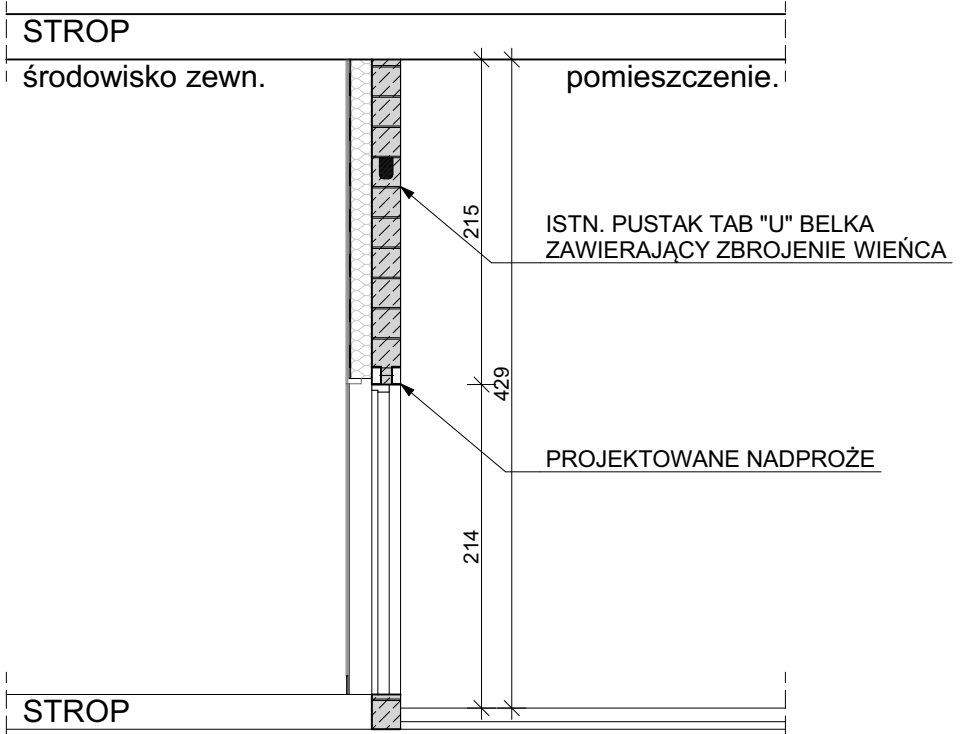 STROP
środowisko zewn.
pomieszczenie.
215
ISTN. PUSTAK TAB "U" BELKA
ZAWIERAJĄCY ZBROJENIE WIEŃCA
429
PROJEKTOWANE NADPROŻE
214
STROP